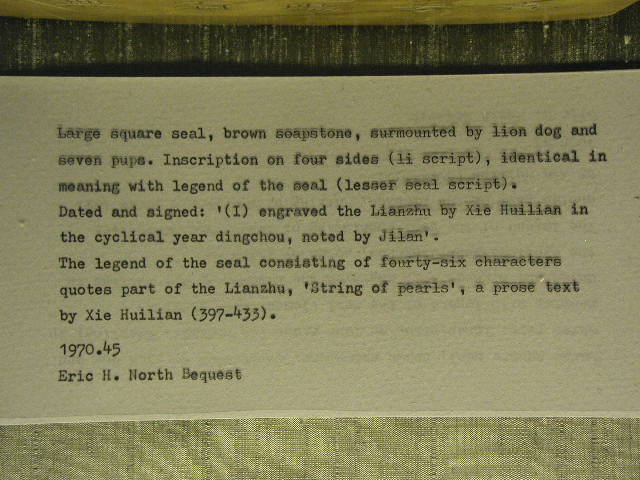 Large square seal, brown soapstone, surmounted by lion dog and
seven pups. Inscription on four sides (li script), identical in
meaning with legend of the seal (lesser seal script).
Dated and signed: '(I) engraved the Lianzhu by Xie Huilian in
the cyclical year dingchou, noted by Jilan'.
The legend of the seal consisting of fourty-six characters
quotes part of the Lianzhu, 'String of pearls', a prose text
by Xie Huilian (397-433).
1970.45
Eric H. North Bequest